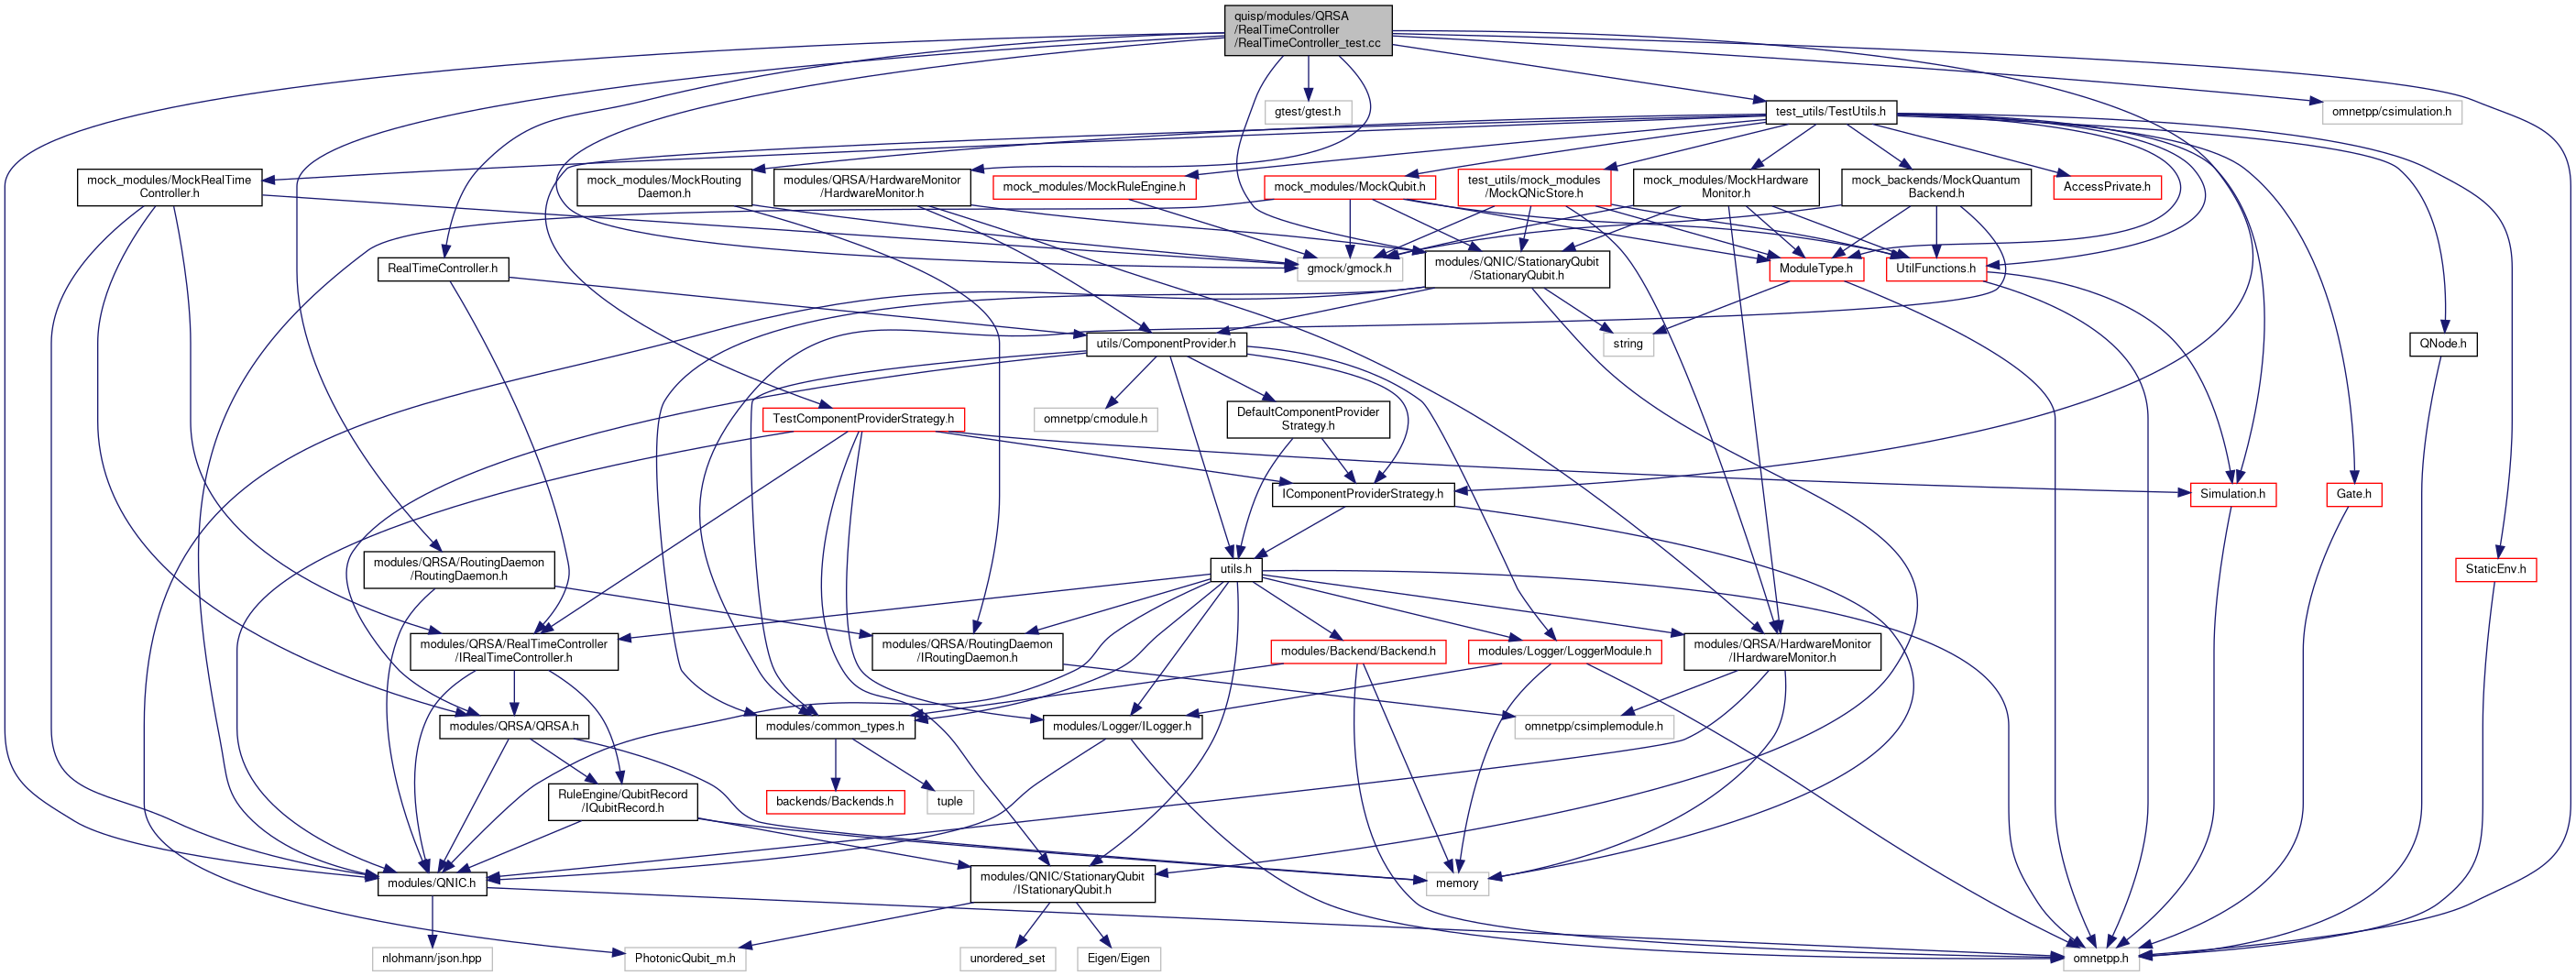 quisp/modules/QRSA
/RealTimeController
/RealTimeController_test.cc
gtest/gtest.h
test_utils/TestUtils.h
omnetpp/csimulation.h
mock_modules/MockRealTime
Controller.h
mock_modules/MockRouting
Daemon.h
modules/QRSA/HardwareMonitor
/HardwareMonitor.h
mock_modules/MockRuleEngine.h
mock_modules/MockQubit.h
test_utils/mock_modules
/MockQNicStore.h
mock_modules/MockHardware
Monitor.h
mock_backends/MockQuantum
Backend.h
AccessPrivate.h
RealTimeController.h
gmock/gmock.h
modules/QNIC/StationaryQubit
/StationaryQubit.h
ModuleType.h
UtilFunctions.h
utils/ComponentProvider.h
string
QNode.h
TestComponentProviderStrategy.h
omnetpp/cmodule.h
DefaultComponentProvider
Strategy.h
IComponentProviderStrategy.h
Simulation.h
Gate.h
modules/QRSA/RoutingDaemon
/RoutingDaemon.h
utils.h
StaticEnv.h
modules/QRSA/RealTimeController
/IRealTimeController.h
modules/QRSA/RoutingDaemon
/IRoutingDaemon.h
modules/Backend/Backend.h
modules/Logger/LoggerModule.h
modules/QRSA/HardwareMonitor
/IHardwareMonitor.h
modules/QRSA/QRSA.h
modules/common_types.h
modules/Logger/ILogger.h
omnetpp/csimplemodule.h
RuleEngine/QubitRecord
/IQubitRecord.h
backends/Backends.h
tuple
modules/QNIC.h
modules/QNIC/StationaryQubit
/IStationaryQubit.h
memory
nlohmann/json.hpp
PhotonicQubit_m.h
unordered_set
Eigen/Eigen
omnetpp.h